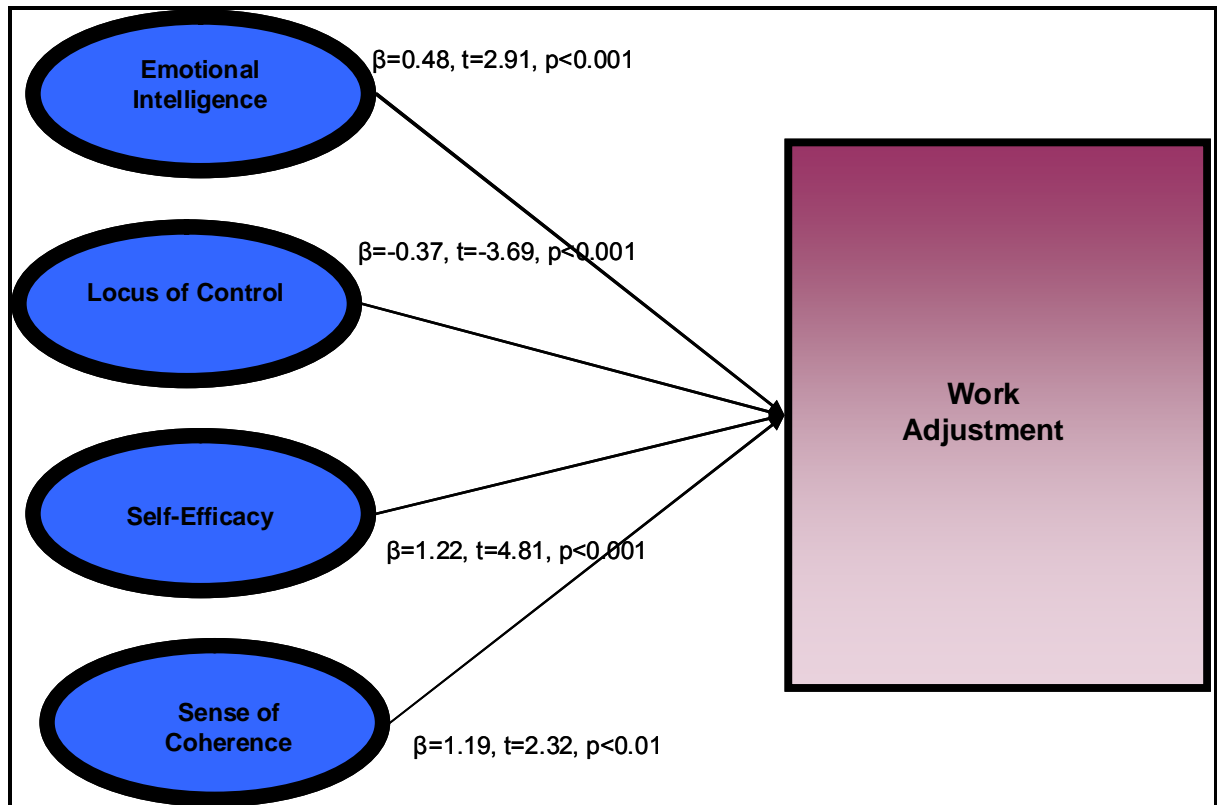 Emotional
Intelligence
β=0.48, t=2.91, p<0.001
Locus of Control
β=-0.37, t=-3.69, p<0.001
Work
Adjustment
Self-Efficacy
β=1.22, t=4.81, p<0.001
Sense of
Coherence
β=1.19, t=2.32, p<0.01